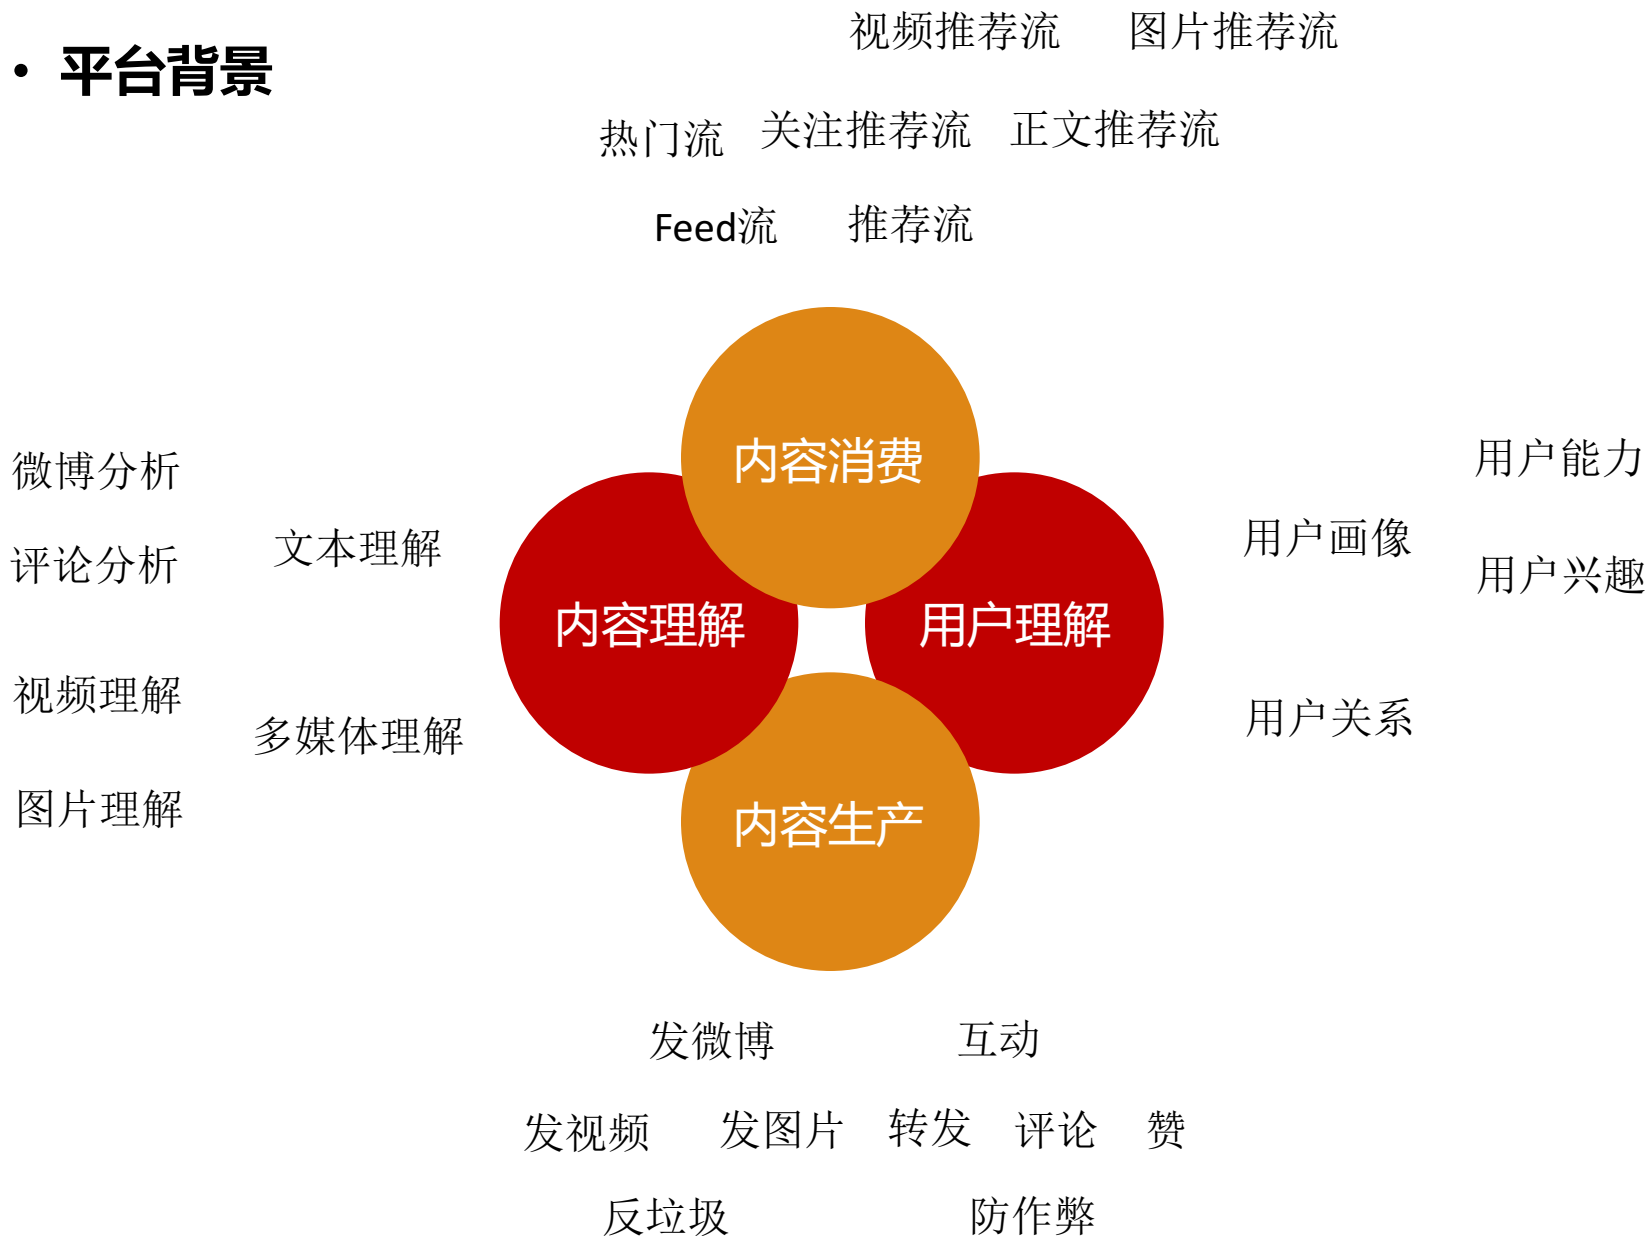 • 平台背景
视频推荐流 图片推荐流
热门流 关注推荐流 正文推荐流
Feed流 推荐流
内容消费
微博分析
评论分析
文本理解
视频理解
多媒体理解
图片理解
内容理解
用户理解
用户能力
用户画像
用户兴趣
用户关系
内容生产
发微博 互动
发视频 发图片 转发 评论 赞
反垃圾 防作弊